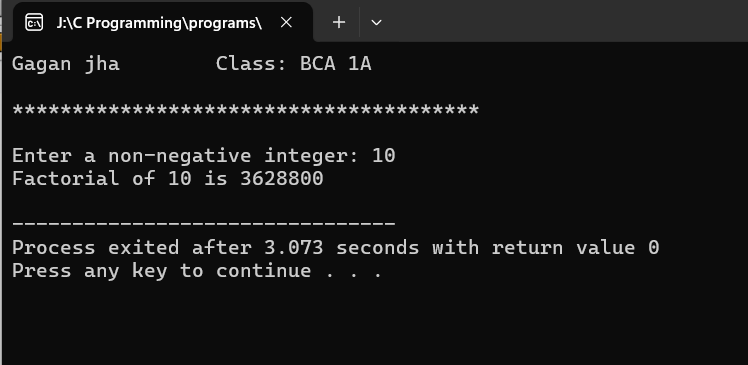 J:\C Programming\programs\
Gagan jha        Class: BCA 1A
***************************************
Enter a non-negative integer: 10
Factorial of 10 is 3628800
--------------------------------
Process exited after 3.073 seconds with return value 0
Press any key to continue . . .